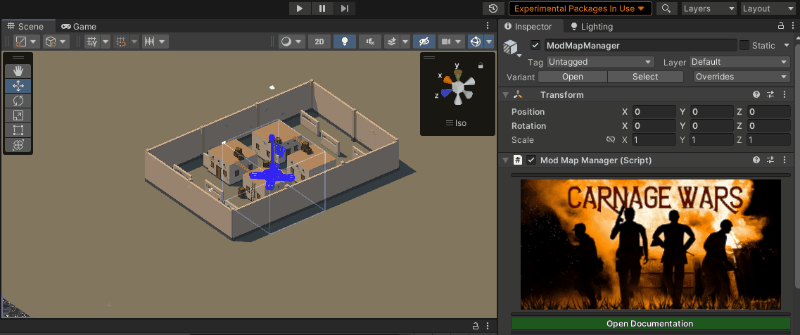 Experimental Packages In Use
Layers
Layout
Scene
Game
Inspector
Lighting
2D
ModMapManager
Static
Tag
Untagged
Layer
Default
Variant
Open
Select
Overrides
Transform
Position
X 0 Y 0 Z 0
Rotation
X 0 Y 0 Z 0
Scale
X 1 Y 1 Z 1
Mod Map Manager (Script)
y
x
z
Iso
CARNAGE WARS
Open Documentation